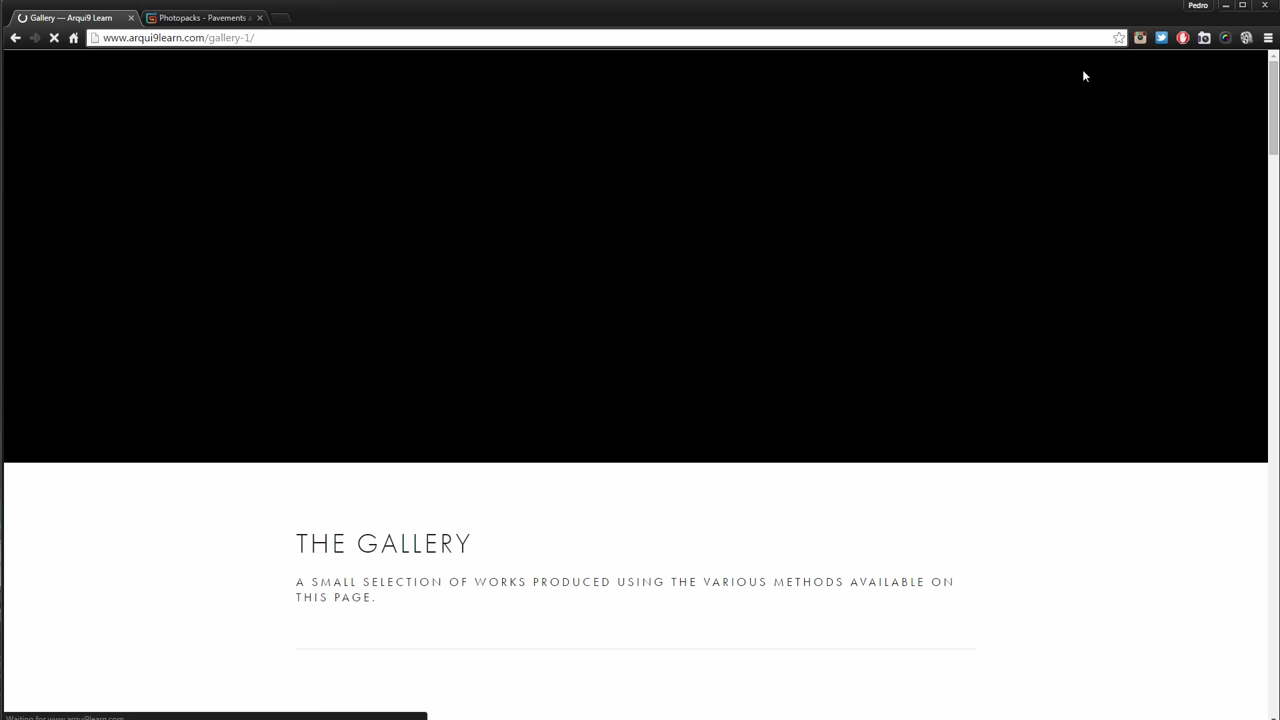 Pedro
Gallery — Arqui9 Learn
Photopacks - Pavements
www.arqui9learn.com/gallery-1/
THE GALLERY
A SMALL SELECTION OF WORKS PRODUCED USING THE VARIOUS METHODS AVAILABLE ON
THIS PAGE.
Waiting for www.arqui9learn.com